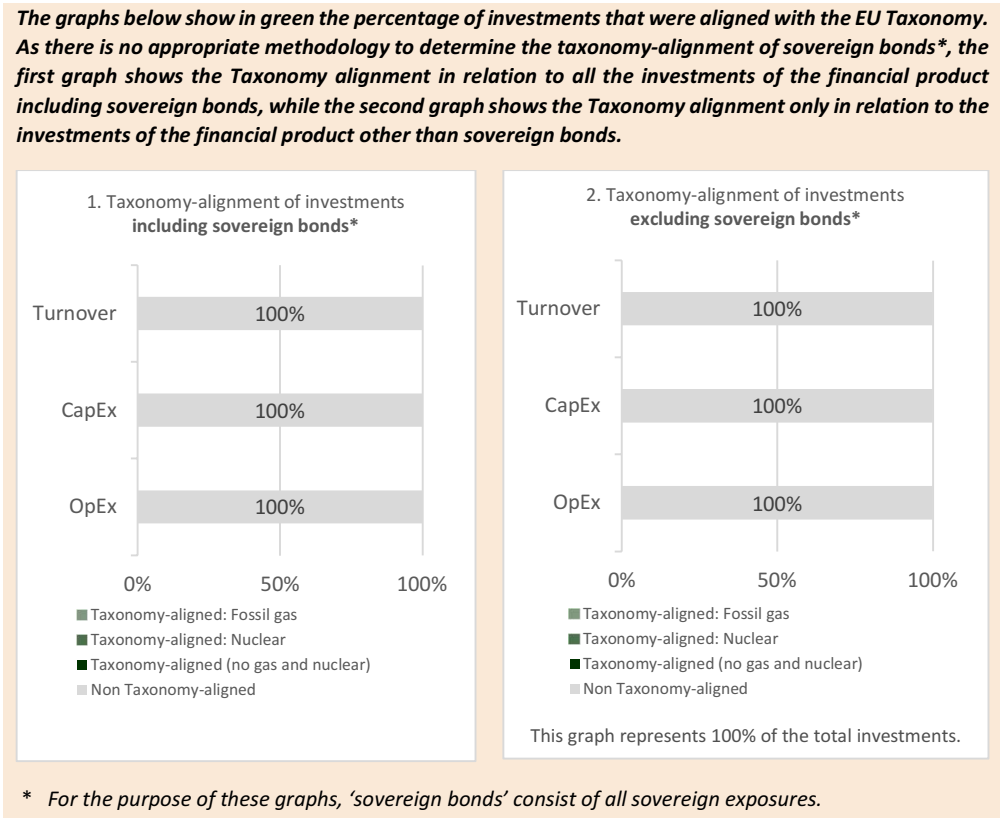 The graphs below show in green the percentage of investments that were aligned with the EU Taxonomy.
As there is no appropriate methodology to determine the taxonomy-alignment of sovereign bonds*, the
first graph shows the Taxonomy alignment in relation to all the investments of the financial product
including sovereign bonds, while the second graph shows the Taxonomy alignment only in relation to the
investments of the financial product other than sovereign bonds.
1. Taxonomy-alignment of investments
including sovereign bonds*
Turnover
100%
CapEx
100%
OpEx
100%
0% 50% 100%
Taxonomy-aligned: Fossil gas
Taxonomy-aligned: Nuclear
Taxonomy-aligned (no gas and nuclear)
Non Taxonomy-aligned
2. Taxonomy-alignment of investments
excluding sovereign bonds*
Turnover
100%
CapEx
100%
OpEx
100%
0% 50% 100%
Taxonomy-aligned: Fossil gas
Taxonomy-aligned: Nuclear
Taxonomy-aligned (no gas and nuclear)
Non Taxonomy-aligned
This graph represents 100% of the total investments.
* For the purpose of these graphs, ‘sovereign bonds’ consist of all sovereign exposures.